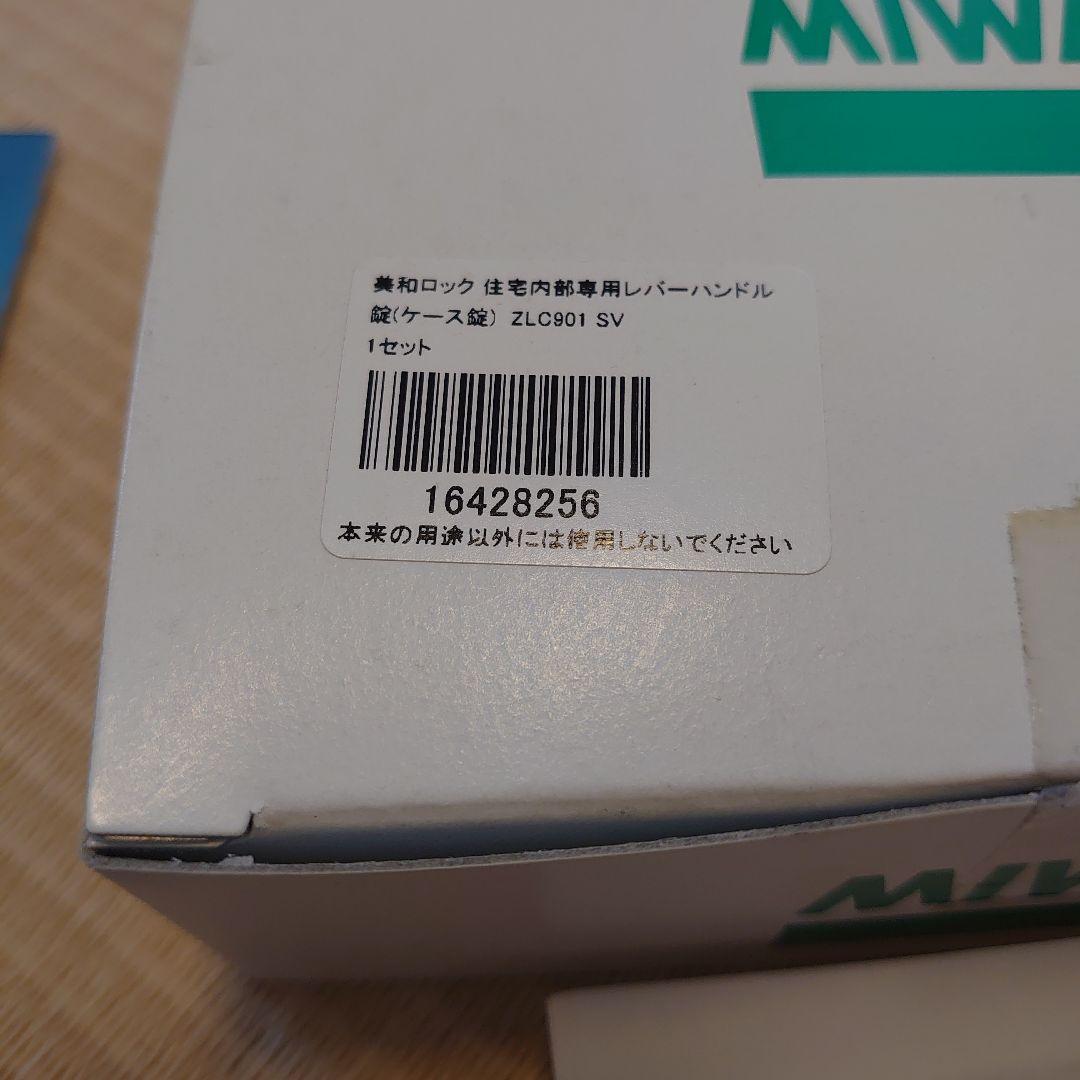 MIW
美和ロック 住宅内部専用レバーハンドル
錠(ケース錠) ZLC901 SV
1セット
16428256
本来の用途以外には使用しないでください
MIW